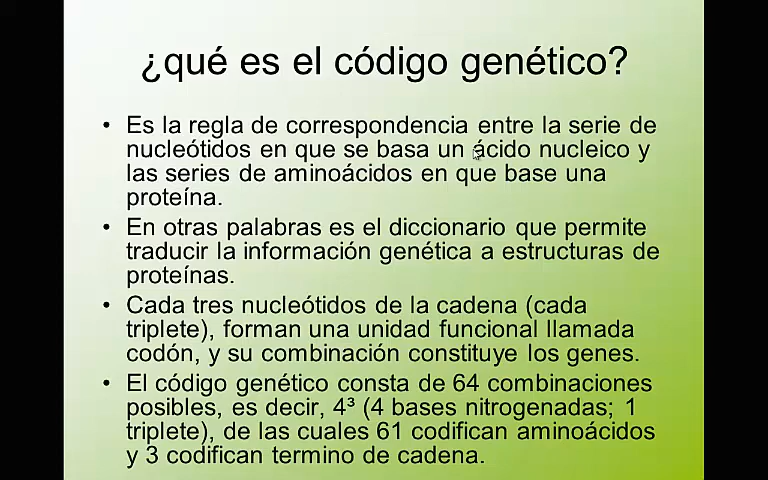 ¿qué es el código genético?
• Es la regla de correspondencia entre la serie de
nucleótidos en que se basa un ácido nucleico y
las series de aminoácidos en que base una
proteína.
• En otras palabras es el diccionario que permite
traducir la información genética a estructuras de
proteínas.
• Cada tres nucleótidos de la cadena (cada
triplete), forman una unidad funcional llamada
codón, y su combinación constituye los genes.
• El código genético consta de 64 combinaciones
posibles, es decir, 4³ (4 bases nitrogenadas; 1
triplete), de las cuales 61 codifican aminoácidos
y 3 codifican termino de cadena.